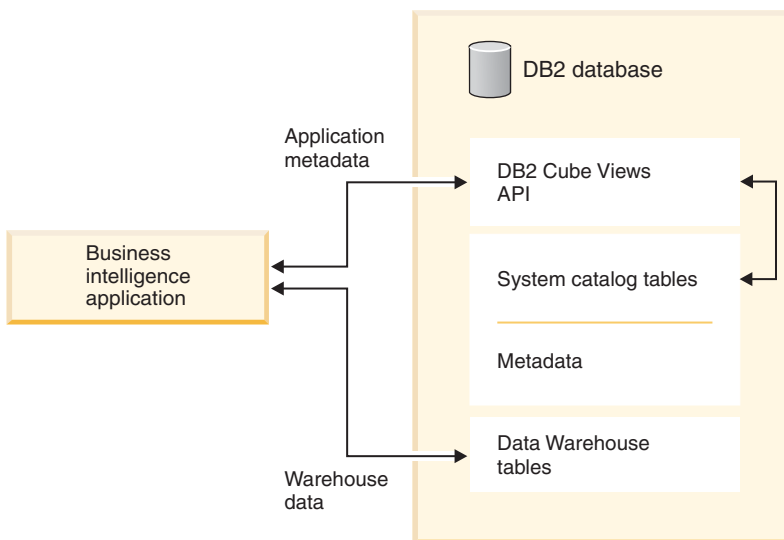 DB2 database
Application
metadata
DB2 Cube Views
API
Business
intelligence
application
System catalog tables
Metadata
Data Warehouse
tables
Warehouse
data